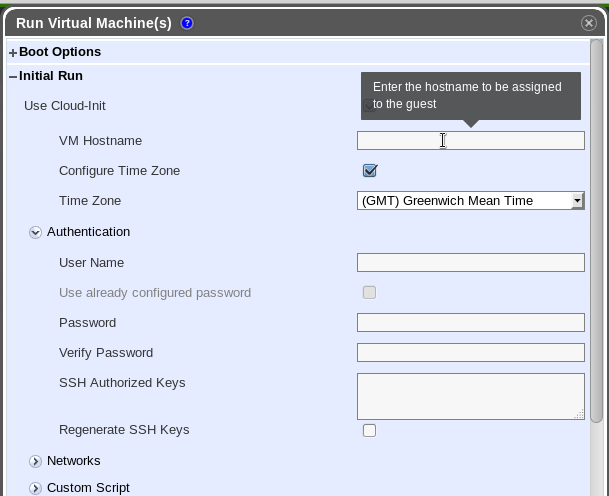 Run Virtual Machine(s) ?
Boot Options
Initial Run
Enter the hostname to be assigned
to the guest
Use Cloud-Init
VM Hostname
Configure Time Zone
Time Zone (GMT) Greenwich Mean Time
Authentication
User Name
Use already configured password
Password
Verify Password
SSH Authorized Keys
Regenerate SSH Keys
Networks
Custom Script